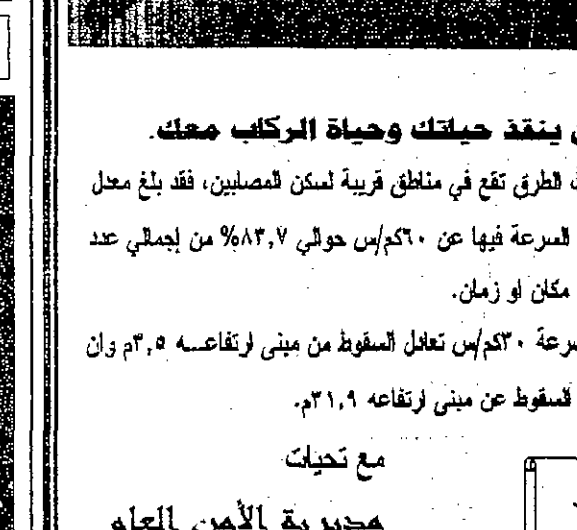 ينقذ حياتك وحياة الركاب معك.
الطرق تقع في مناطق قريبة لسكن المصابين، فقد بلغ معدل
السرعة فيها عن ٦٠كم/س حوالي ٨٣,٧% من إجمالي عدد
مكان او زمان.
سرعة ٣٠كم/س تعادل السقوط من مبنى ارتفاعسه ٣,٥م وان
السقوط عن مبنى ارتفاعه ٣١,٩م.
مع تحيات
مديرية الأمن العام